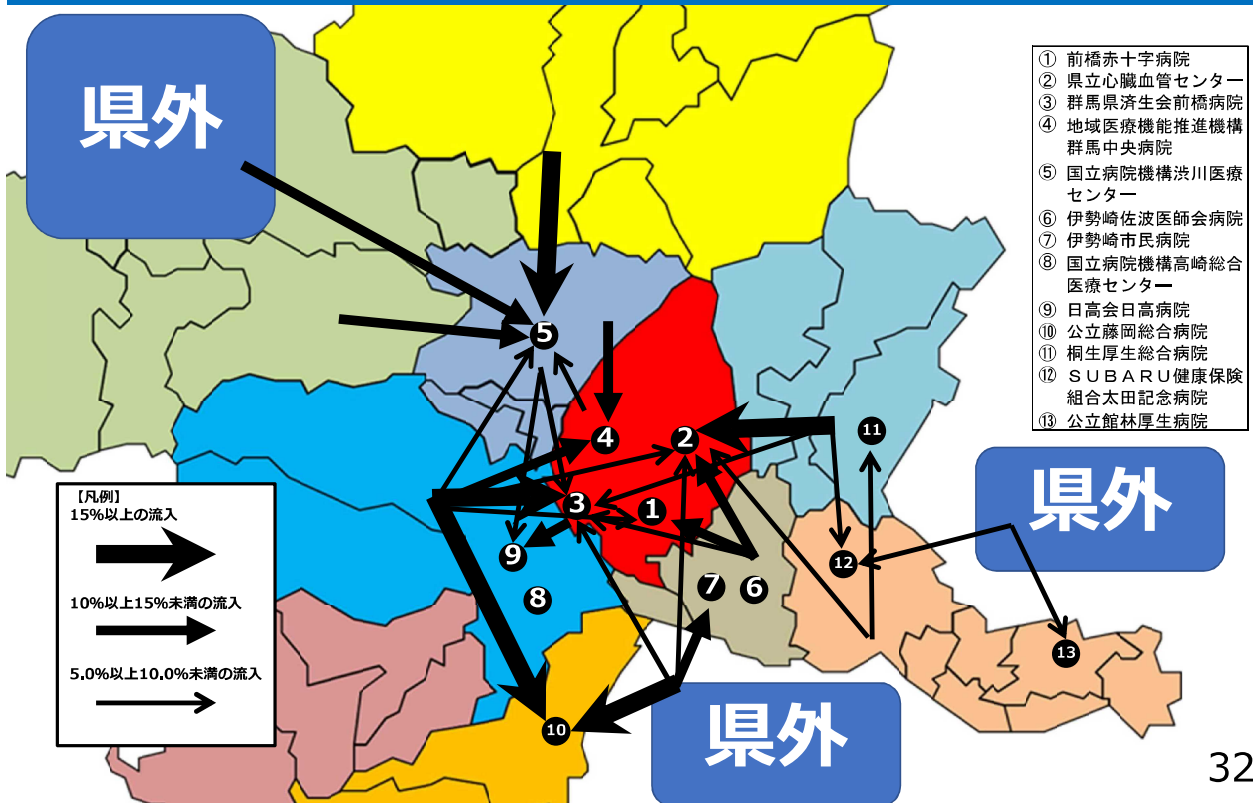 県外
① 前橋赤十字病院
② 県立心臓血管センター
③ 群馬県済生会前橋病院
④ 地域医療機能推進機構
群馬中央病院
⑤ 国立病院機構渋川医療
センター
⑥ 伊勢崎佐波医師会病院
⑦ 伊勢崎市民病院
⑧ 国立病院機構高崎総合
医療センター
⑨ 日高会日高病院
⑩ 公立藤岡総合病院
⑪ 桐生厚生総合病院
⑫ ＳＵＢＡＲＵ健康保険
組合太田記念病院
⑬ 公立館林厚生病院
5
4
2
11
3
1
9
12
7
6
8
13
10
県外
【凡例】
15%以上の流入
10%以上15%未満の流入
5.0%以上10.0%未満の流入
県外
32